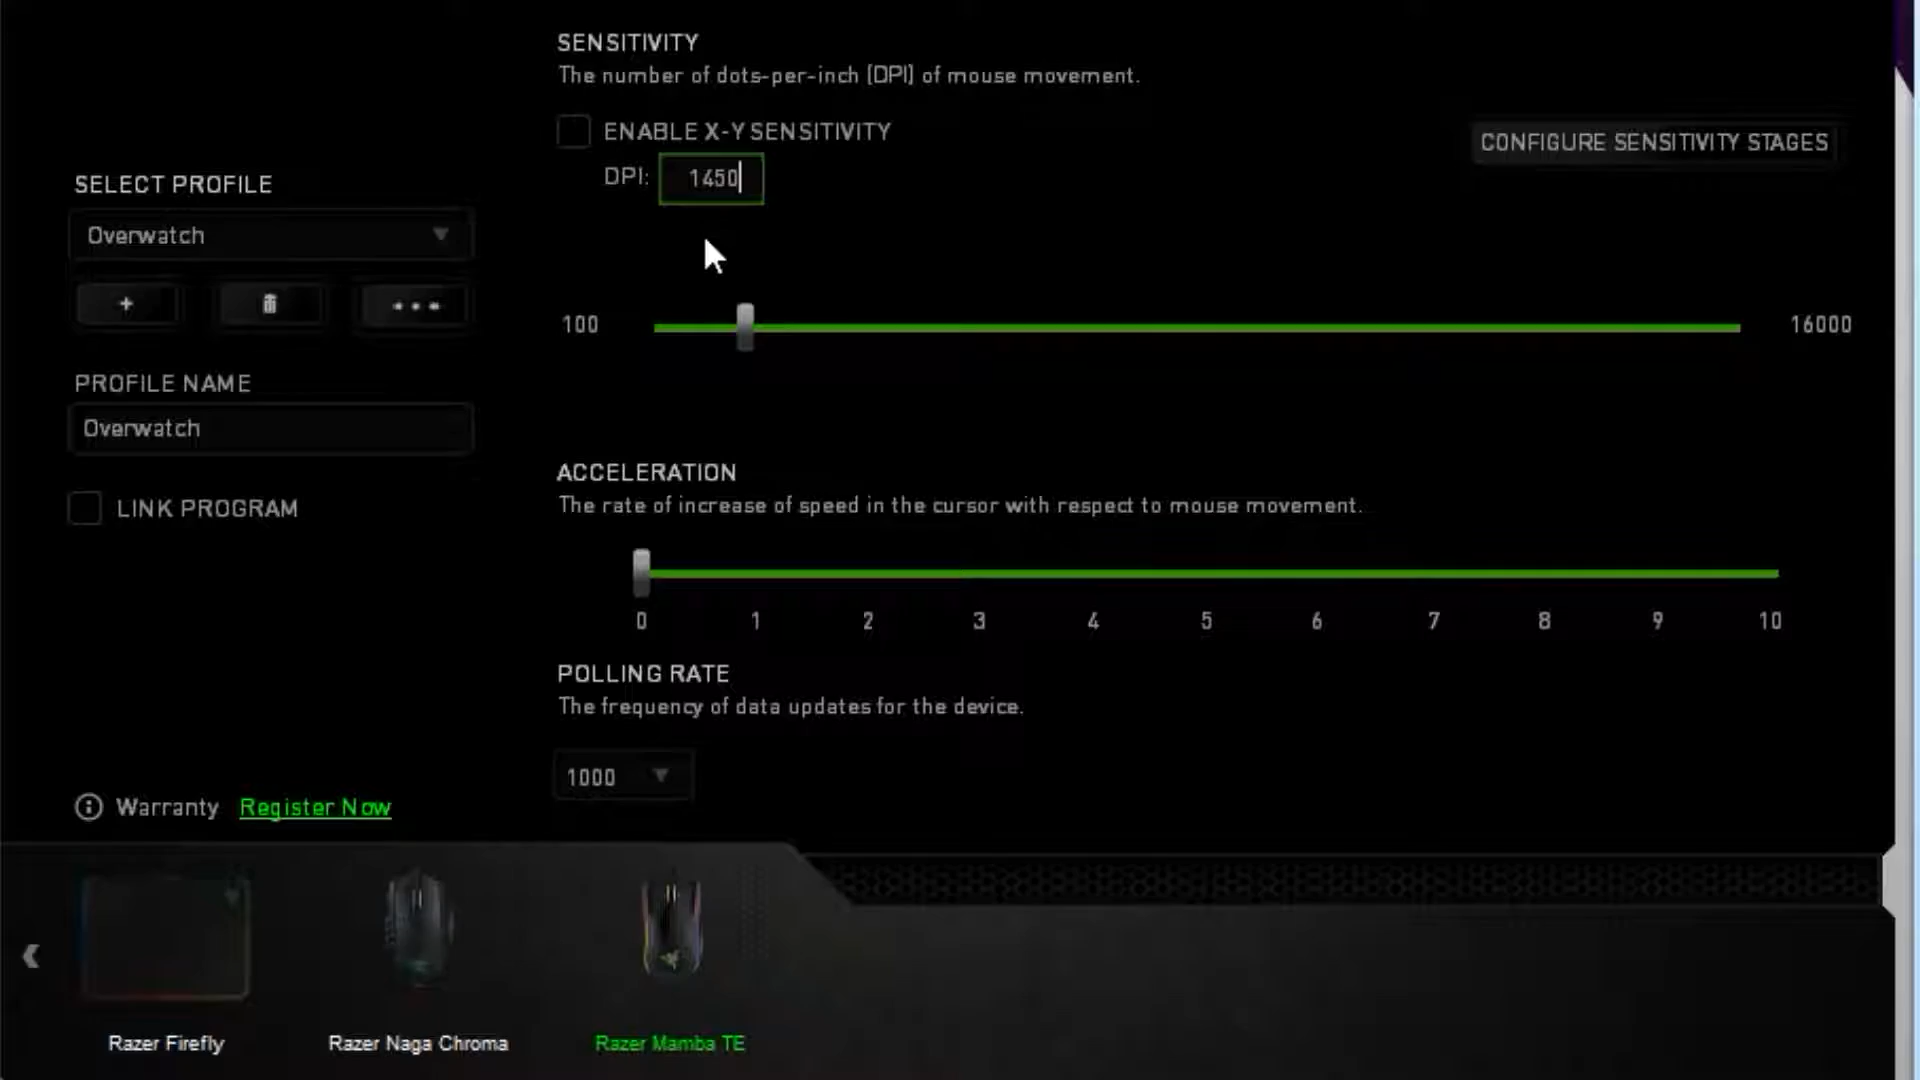 SENSITIVITY
The number of dots-per-inch [DPI] of mouse movement.
ENABLE X-Y SENSITIVITY
CONFIGURE SENSITIVITY STAGES
DPI: 1450
SELECT PROFILE
Overwatch
+
100
16000
PROFILE NAME
Overwatch
LINK PROGRAM
ACCELERATION
The rate of increase of speed in the cursor with respect to mouse movement.
0 1 2 3 4 5 6 7 8 9 10
POLLING RATE
The frequency of data updates for the device.
1000
Warranty Register Now
Razer Firefly
Razer Naga Chroma
Razer Mamba TE